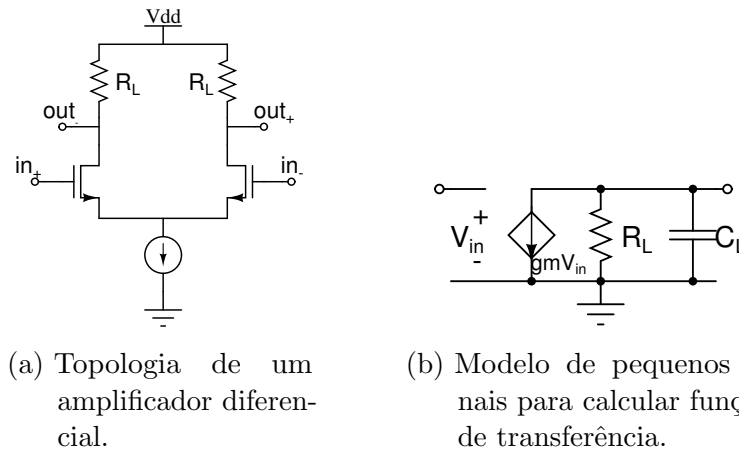 Vdd
R_L R_L
out_- out_+
in_+ in_-
V_in + - gmV_in R_L C_L
(a) Topologia de um
amplificador diferen-
cial.
(b) Modelo de pequenos
nais para calcular funç
de transferência.